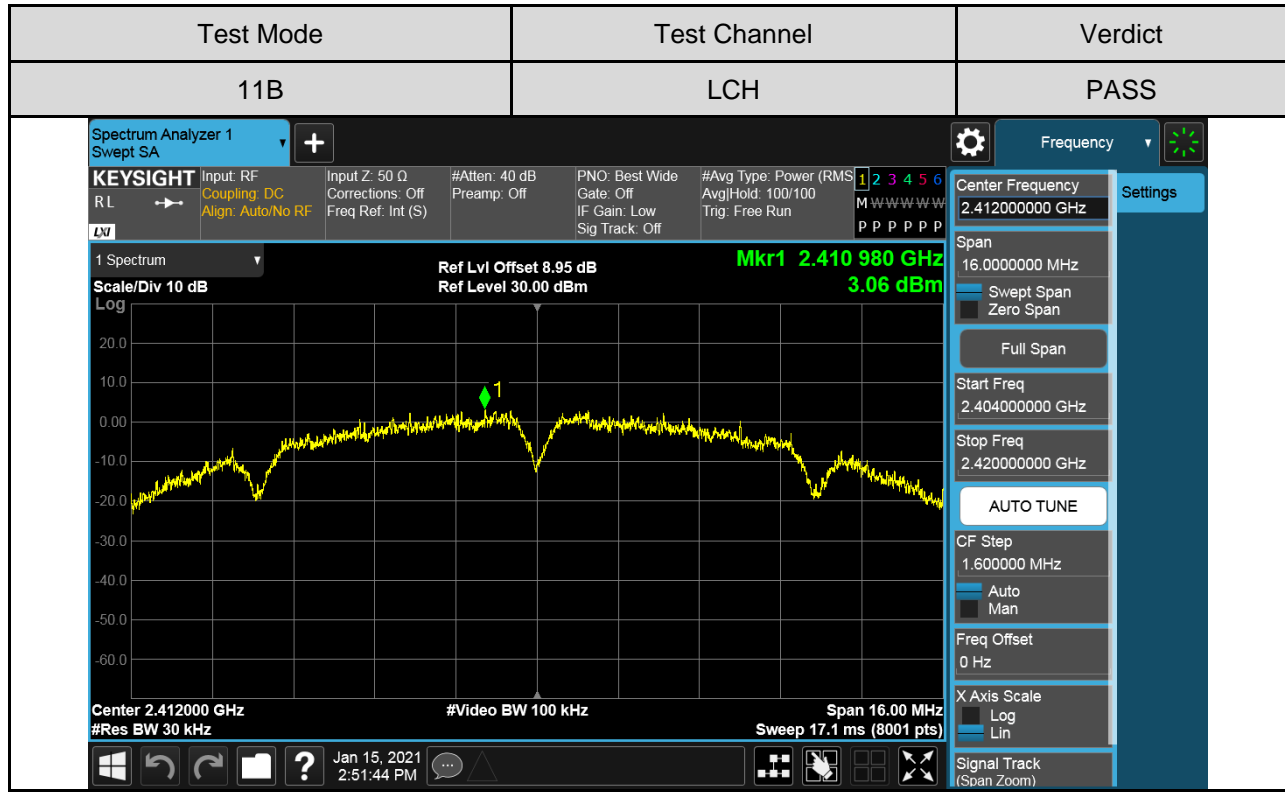 Test Mode Test Channel Verdict
11B LCH PASS
Spectrum Analyzer 1
Swept SA
+
Frequency
KEYSIGHT
RL
LXI
Input: RF
Coupling: DC
Align: Auto/No RF
Input Z: 50 Ω
Corrections: Off
Freq Ref: Int (S)
#Atten: 40 dB
Preamp: Off
PNO: Best Wide
Gate: Off
IF Gain: Low
Sig Track: Off
#Avg Type: Power (RMS
Avg|Hold: 100/100
Trig: Free Run
1 2 3 4 5 6
M W W W W W
P P P P P P
1 Spectrum
Scale/Div 10 dB
Log
Ref Lvl Offset 8.95 dB
Ref Level 30.00 dBm
Mkr1 2.410 980 GHz
3.06 dBm
20.0
10.0
0.00
-10.0
-20.0
-30.0
-40.0
-50.0
-60.0
1
Center 2.412000 GHz
#Res BW 30 kHz
#Video BW 100 kHz
Span 16.00 MHz
Sweep 17.1 ms (8001 pts)
Center Frequency
2.412000000 GHz
Settings
Span
16.0000000 MHz
Swept Span
Zero Span
Full Span
Start Freq
2.404000000 GHz
Stop Freq
2.420000000 GHz
AUTO TUNE
CF Step
1.600000 MHz
Auto
Man
Freq Offset
0 Hz
X Axis Scale
Log
Lin
Signal Track
(Span Zoom)
?
Jan 15, 2021
2:51:44 PM